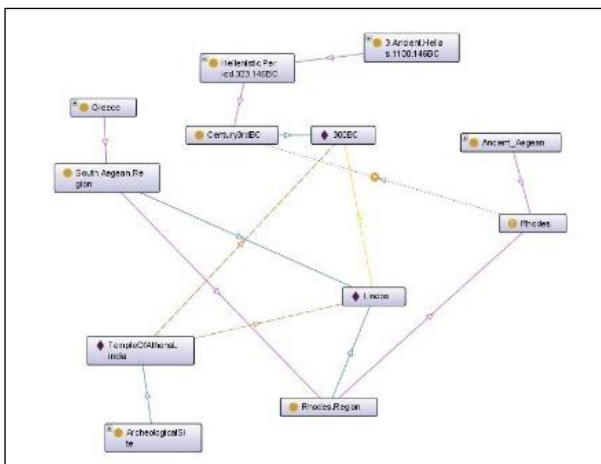 3.Ancient.Hella
s.1100.146BC
Hellenistic.Per
iod.323.146BC
Greece
Century3rdBC
300BC
Ancient_Aegean
South.Aegean.Re
gion
Rhodes
Lindos
TempleOfAthenaL
india
Rhodes.Region
ArcheologicalSi
te